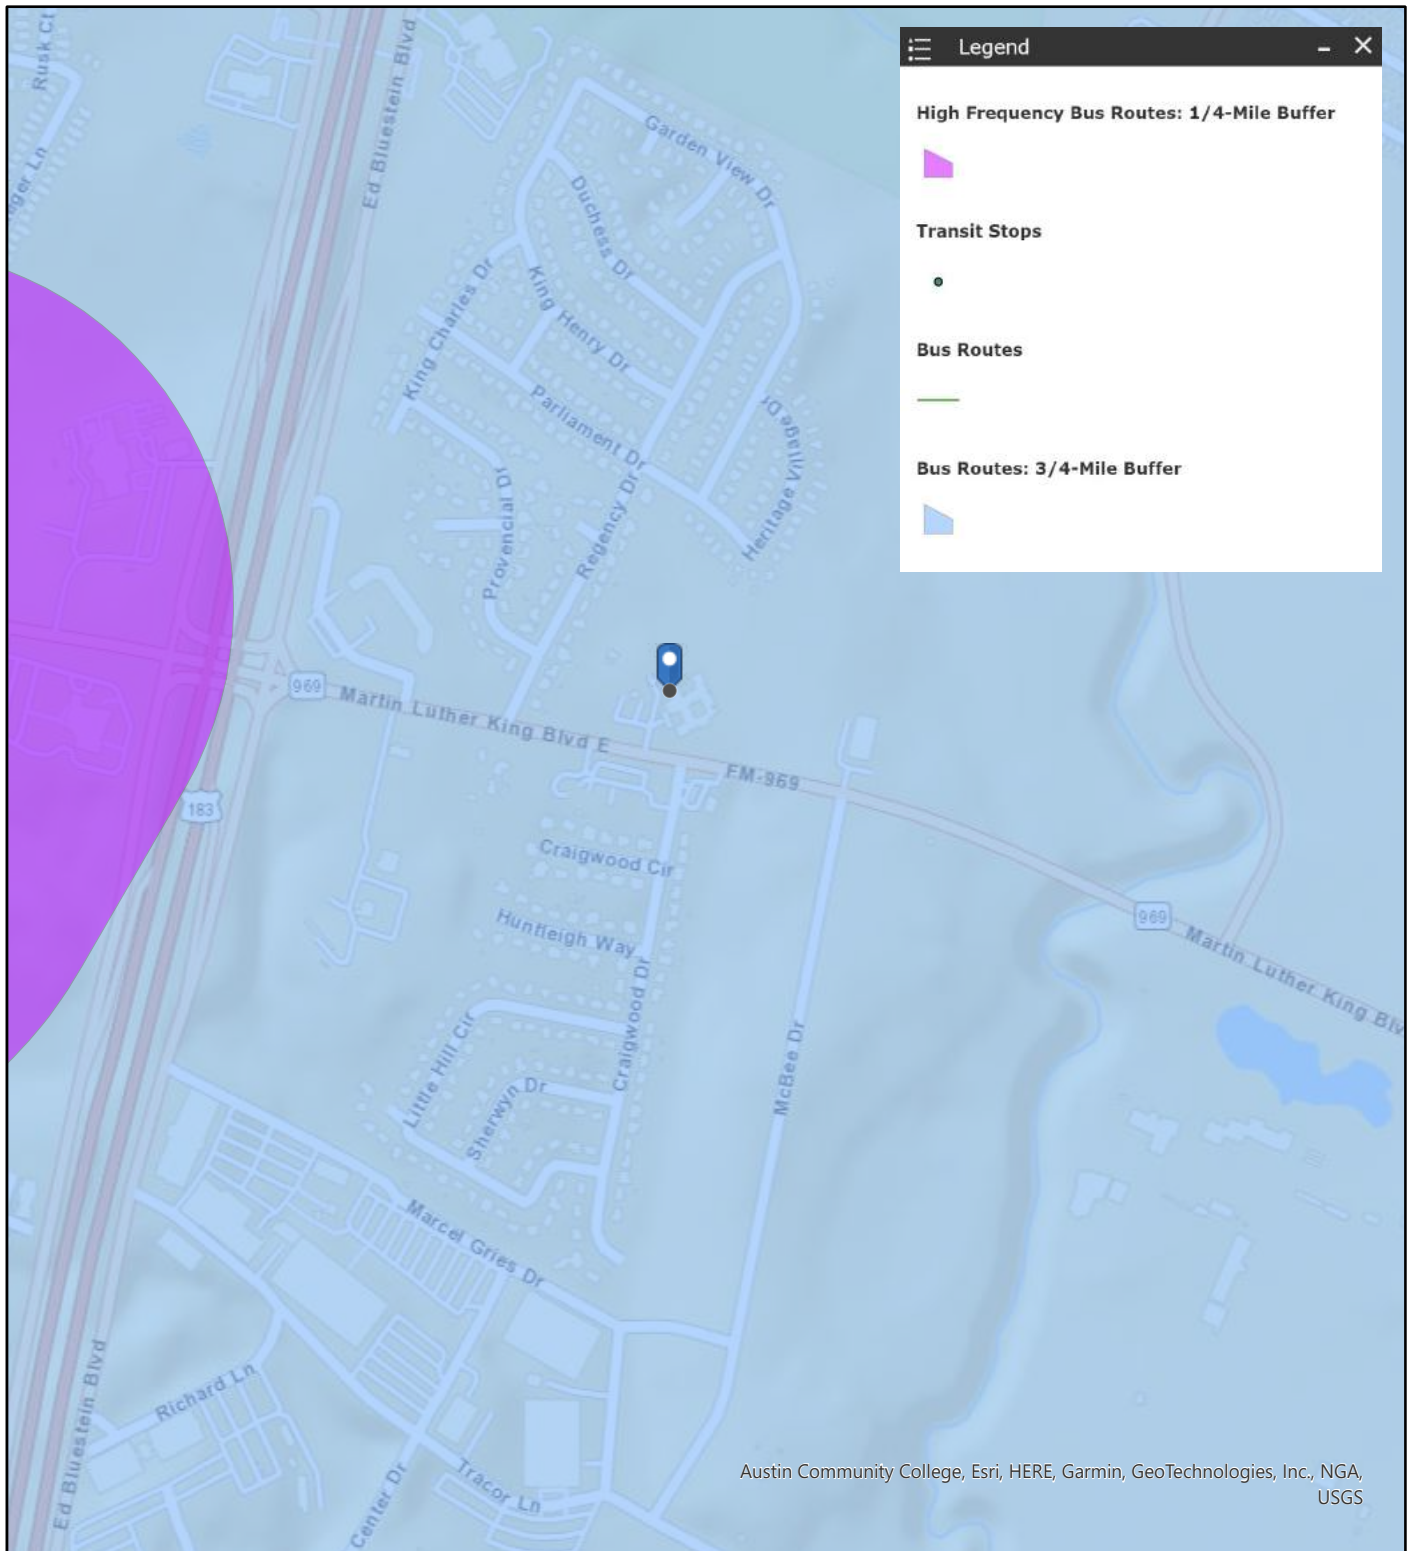 Legend
High Frequency Bus Routes: 1/4-Mile Buffer
Transit Stops
Bus Routes
Bus Routes: 3/4-Mile Buffer
Rusk Ct
eger Ln
Ed Bluestein Blvd
Garden View Dr
Duchess Dr
King Charles Dr
King Henry Dr
Parliament Dr
Heritage Village Dr
Provencial Dr
Regency Dr
969
Martin Luther King Blvd E
FM-969
183
Craigwood Cir
Huntleigh Way
Craigwood Dr
969
Martin Luther King Blv
Little Hill Cir
Sherwyn Dr
McBee Dr
Marcel Gries Dr
Richard Ln
Ed Bluestein Blvd
Center Dr
Tracor Ln
Austin Community College, Esri, HERE, Garmin, GeoTechnologies, Inc., NGA,
USGS